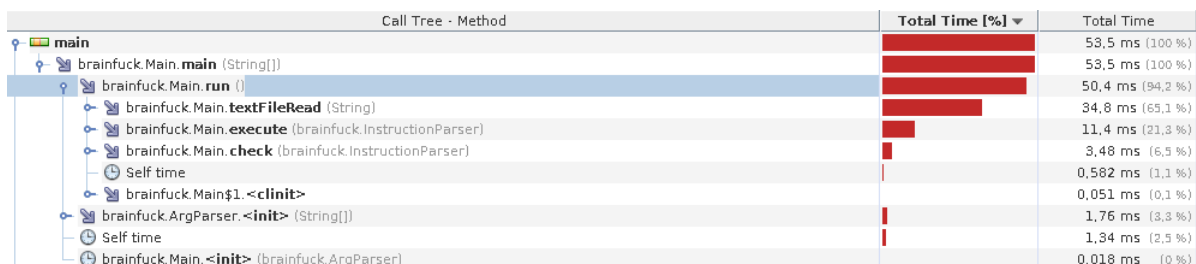 Call Tree - Method Total Time [%] Total Time
main 53,5 ms (100 %)
brainfuck.Main.main (String[]) 53,5 ms (100 %)
brainfuck.Main.run () 50,4 ms (94,2 %)
brainfuck.Main.textFileRead (String) 34,8 ms (65,1 %)
brainfuck.Main.execute (brainfuck.InstructionParser) 11,4 ms (21,3 %)
brainfuck.Main.check (brainfuck.InstructionParser) 3,48 ms (6,5 %)
Self time 0,582 ms (1,1 %)
brainfuck.Main$1.<clinit> 0,051 ms (0,1 %)
brainfuck.ArgParser.<init> (String[]) 1,76 ms (3,3 %)
Self time 1,34 ms (2,5 %)
brainfuck.Main.<init> (brainfuck.ArgParser) 0,018 ms (0 %)